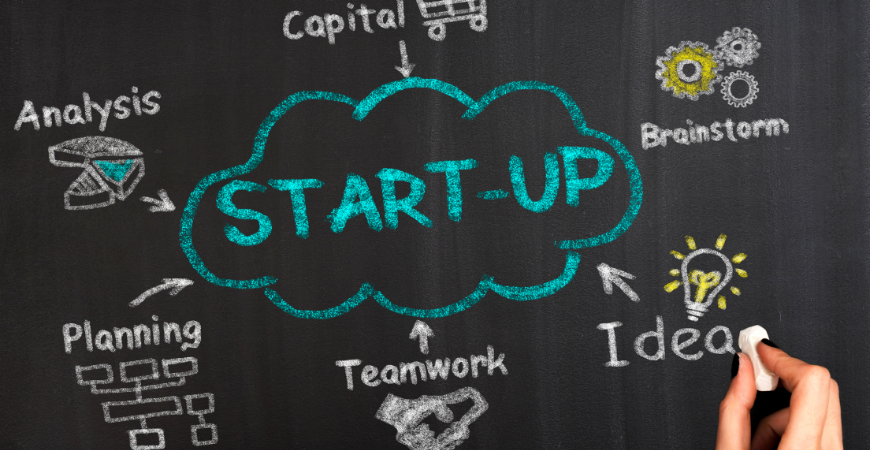 Capital
Analysis
Brainstorm
START-UP
Planning
Teamwork
Idea